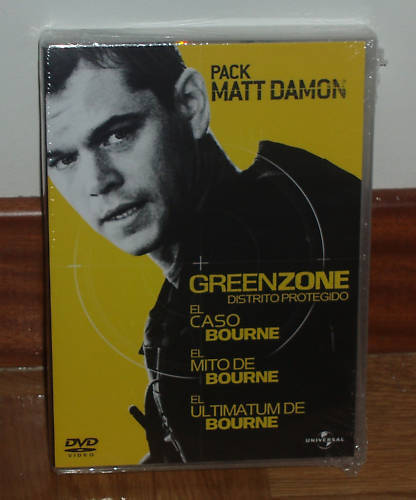 PACK
MATT DAMON
GREENZONE
DISTRITO PROTEGIDO
EL
CASO
BOURNE
EL
MITO DE
BOURNE
EL
ULTIMATUM DE
BOURNE
DVD
VIDEO
UNIVERSAL